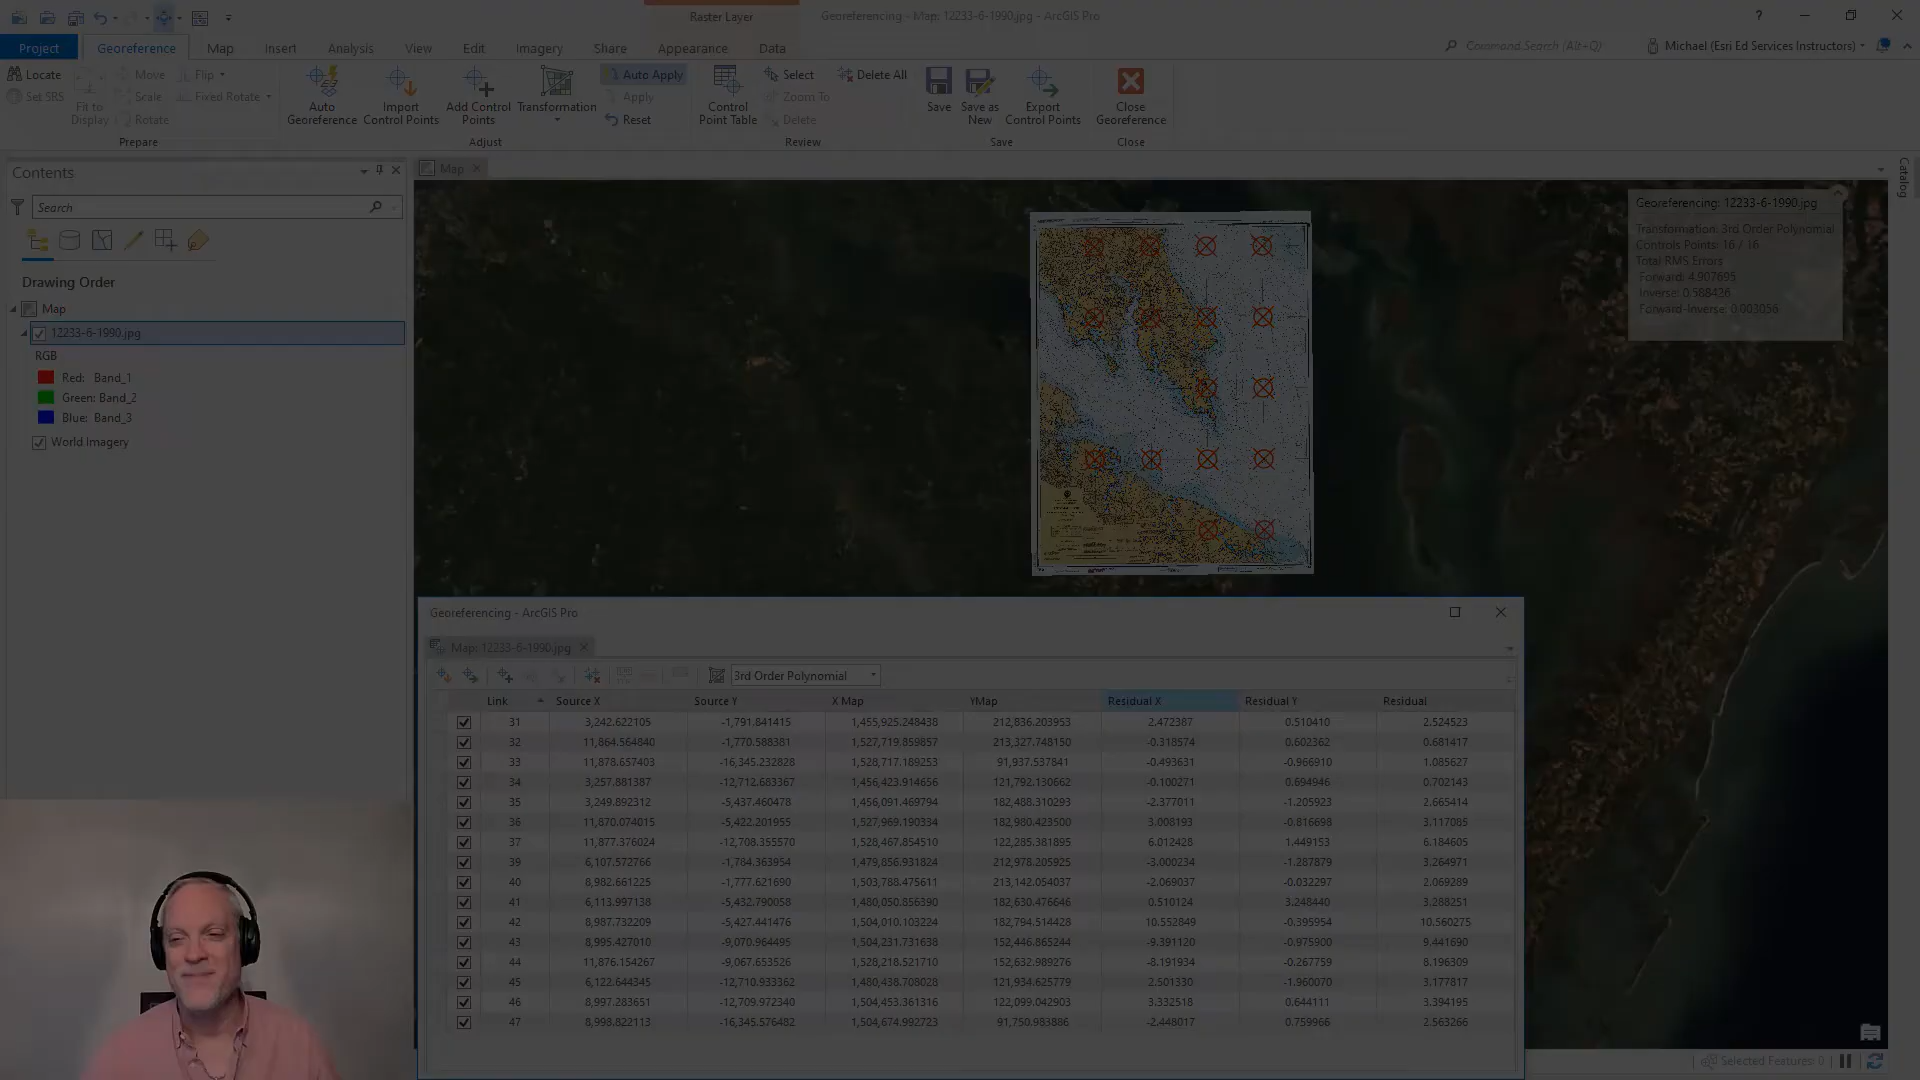 Raster Layer
Georeferencing - Map: 12233-6-1990.jpg - ArcGIS Pro
Project Georeference Map Insert Analysis View Edit Imagery Share Appearance Data
Command Search (Alt+Q)
Michael (Esri Ed Services Instructors)
Locate
Set SRS
Fit to Display
Move
Scale
Rotate
Flip
Fixed Rotate
Prepare
Auto Georeference
Import Control Points
Add Control Points
Transformation
Auto Apply
Apply
Reset
Adjust
Control Point Table
Select
Zoom To
Delete
Delete All
Review
Save
Save as New
Export Control Points
Save
Close Georeference
Close
Contents
Search
Drawing Order
Map
12233-6-1990.jpg
RGB
Red: Band_1
Green: Band_2
Blue: Band_3
World Imagery
Map
Catalog
Georeferencing: 12233-6-1990.jpg
Transformation: 3rd Order Polynomial
Controls Points: 16 / 16
Total RMS Errors
Forward: 4.907695
Inverse: 0.588426
Forward-Inverse: 0.003056
Georeferencing - ArcGIS Pro
Map: 12233-6-1990.jpg
3rd Order Polynomial
Link Source X Source Y X Map YMap Residual X Residual Y Residual
31 3,242.622105 -1,791.841415 1,455,925.248438 212,836.203953 2.472387 0.510410 2.524523
32 11,864.564840 -1,770.588381 1,527,719.859857 213,327.748150 -0.318574 0.602362 0.681417
33 11,878.657403 -16,345.232828 1,528,717.189253 91,937.537841 -0.493631 -0.966910 1.085627
34 3,257.881387 -12,712.683367 1,456,423.914656 121,792.130662 -0.100271 0.694946 0.702143
35 3,249.892312 -5,437.460478 1,456,091.469794 182,488.310293 -2.377011 -1.205923 2.665414
36 11,870.074015 -5,422.201955 1,527,969.190334 182,980.423500 3.008193 -0.816698 3.117085
37 11,877.376024 -12,708.355570 1,528,467.854510 122,285.381895 6.012428 1.449153 6.184605
39 6,107.572766 -1,784.363954 1,479,856.931824 212,978.205925 -3.000234 -1.287879 3.264971
40 8,982.661225 -1,777.621690 1,503,788.475611 213,142.054037 -2.069037 -0.032297 2.069289
41 6,113.997138 -5,432.790058 1,480,050.856390 182,630.476646 0.510124 3.248440 3.288251
42 8,987.732209 -5,427.441476 1,504,010.103224 182,794.514428 10.552849 -0.395954 10.560275
43 8,995.427010 -9,070.964495 1,504,231.731638 152,446.865244 -9.391120 -0.975900 9.441690
44 11,876.154267 -9,067.653526 1,528,218.521710 152,632.989276 -8.191934 -0.267759 8.196309
45 6,122.644345 -12,710.933362 1,480,438.708028 121,934.625779 2.501330 -1.960070 3.177817
46 8,997.283651 -12,709.972340 1,504,453.361316 122,099.042903 3.332518 0.644111 3.394195
47 8,998.822113 -16,345.576482 1,504,674.992723 91,750.983886 -2.448017 0.759966 2.563266
Selected Features: 0